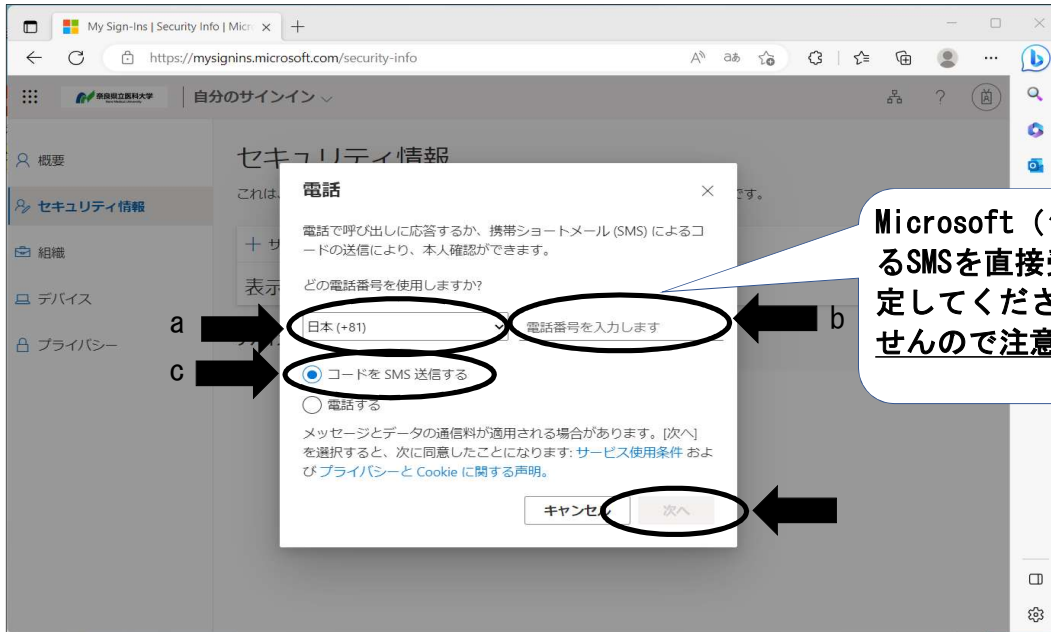 My Sign-Ins | Security Info | Micr
https://mysignins.microsoft.com/security-info
奈良県立医科大学
自分のサインイン
概要
セキュリティ情報
組織
デバイス
プライバシー
セキュリティ情報
これは、
です。
+ サ
表示
電話
電話で呼び出しに応答するか、携帯ショートメール (SMS) によるコ
ードの送信により、本人確認ができます。
どの電話番号を使用しますか?
a
日本 (+81)
電話番号を入力します
b
c
コードを SMS 送信する
電話する
メッセージとデータの通信料が適用される場合があります。[次へ]
を選択すると、次に同意したことになります: サービス使用条件 およ
び プライバシーと Cookie に関する声明。
キャンセル
次へ
Microsoft（
るSMSを直接
定してくださ
せんので注意